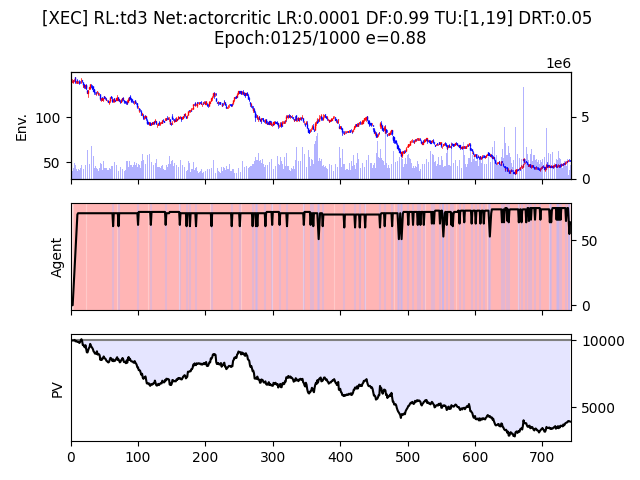 [XEC] RL:td3 Net:actorcritic LR:0.0001 DF:0.99 TU:[1,19] DRT:0.05
Epoch:0125/1000 e=0.88
1e6
Env.
100
50
5
0
Agent
50
0
PV
10000
5000
0 100 200 300 400 500 600 700